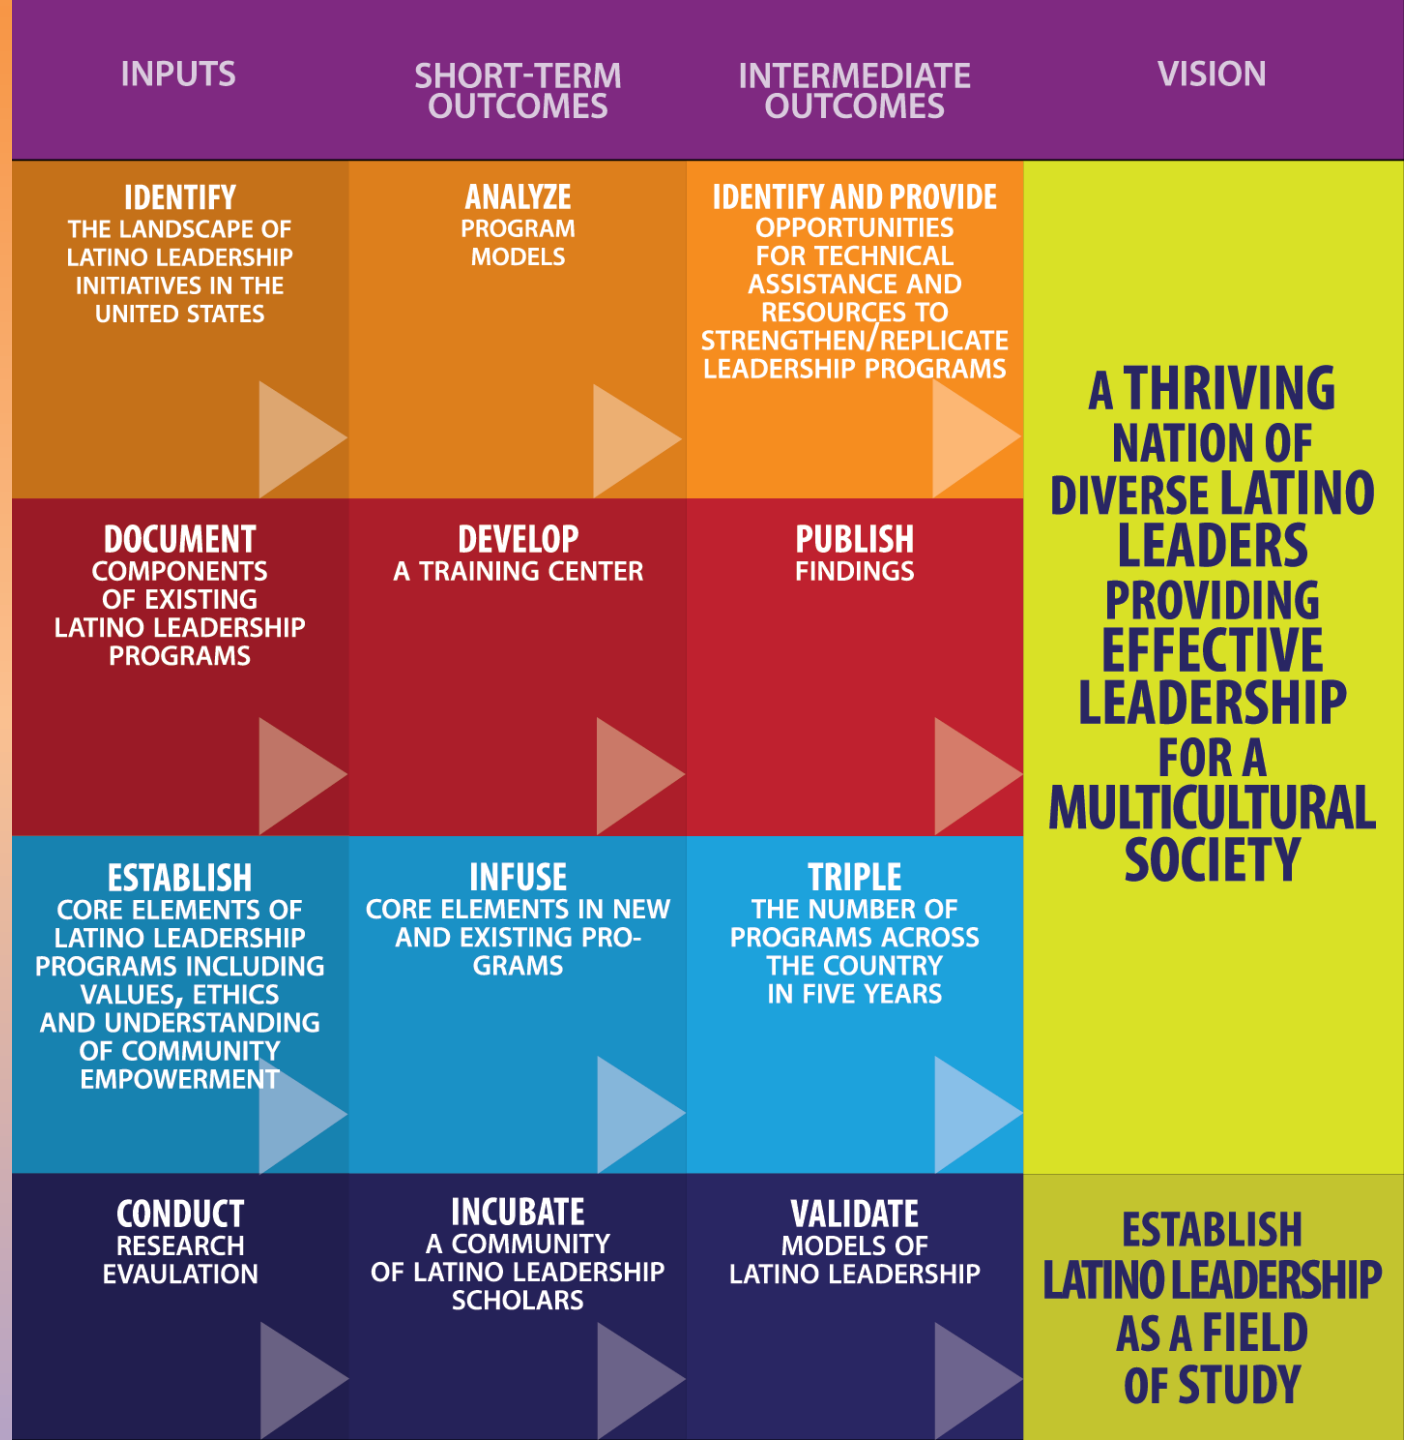 INPUTS
SHORT-TERM
OUTCOMES
INTERMEDIATE
OUTCOMES
VISION
IDENTIFY
THE LANDSCAPE OF
LATINO LEADERSHIP
INITIATIVES IN THE
UNITED STATES
ANALYZE
PROGRAM
MODELS
IDENTIFY AND PROVIDE
OPPORTUNITIES
FOR TECHNICAL
ASSISTANCE AND
RESOURCES TO
STRENGTHEN/REPLICATE
LEADERSHIP PROGRAMS
DOCUMENT
COMPONENTS
OF EXISTING
LATINO LEADERSHIP
PROGRAMS
DEVELOP
A TRAINING CENTER
PUBLISH
FINDINGS
ESTABLISH
CORE ELEMENTS OF
LATINO LEADERSHIP
PROGRAMS INCLUDING
VALUES, ETHICS
AND UNDERSTANDING
OF COMMUNITY
EMPOWERMENT
INFUSE
CORE ELEMENTS IN NEW
AND EXISTING PRO-
GRAMS
TRIPLE
THE NUMBER OF
PROGRAMS ACROSS
THE COUNTRY
IN FIVE YEARS
A THRIVING
NATION OF
DIVERSE LATINO
LEADERS
PROVIDING
EFFECTIVE
LEADERSHIP
FOR A
MULTICULTURAL
SOCIETY
CONDUCT
RESEARCH
EVAULATION
INCUBATE
A COMMUNITY
OF LATINO LEADERSHIP
SCHOLARS
VALIDATE
MODELS OF
LATINO LEADERSHIP
ESTABLISH
LATINO LEADERSHIP
AS A FIELD
OF STUDY